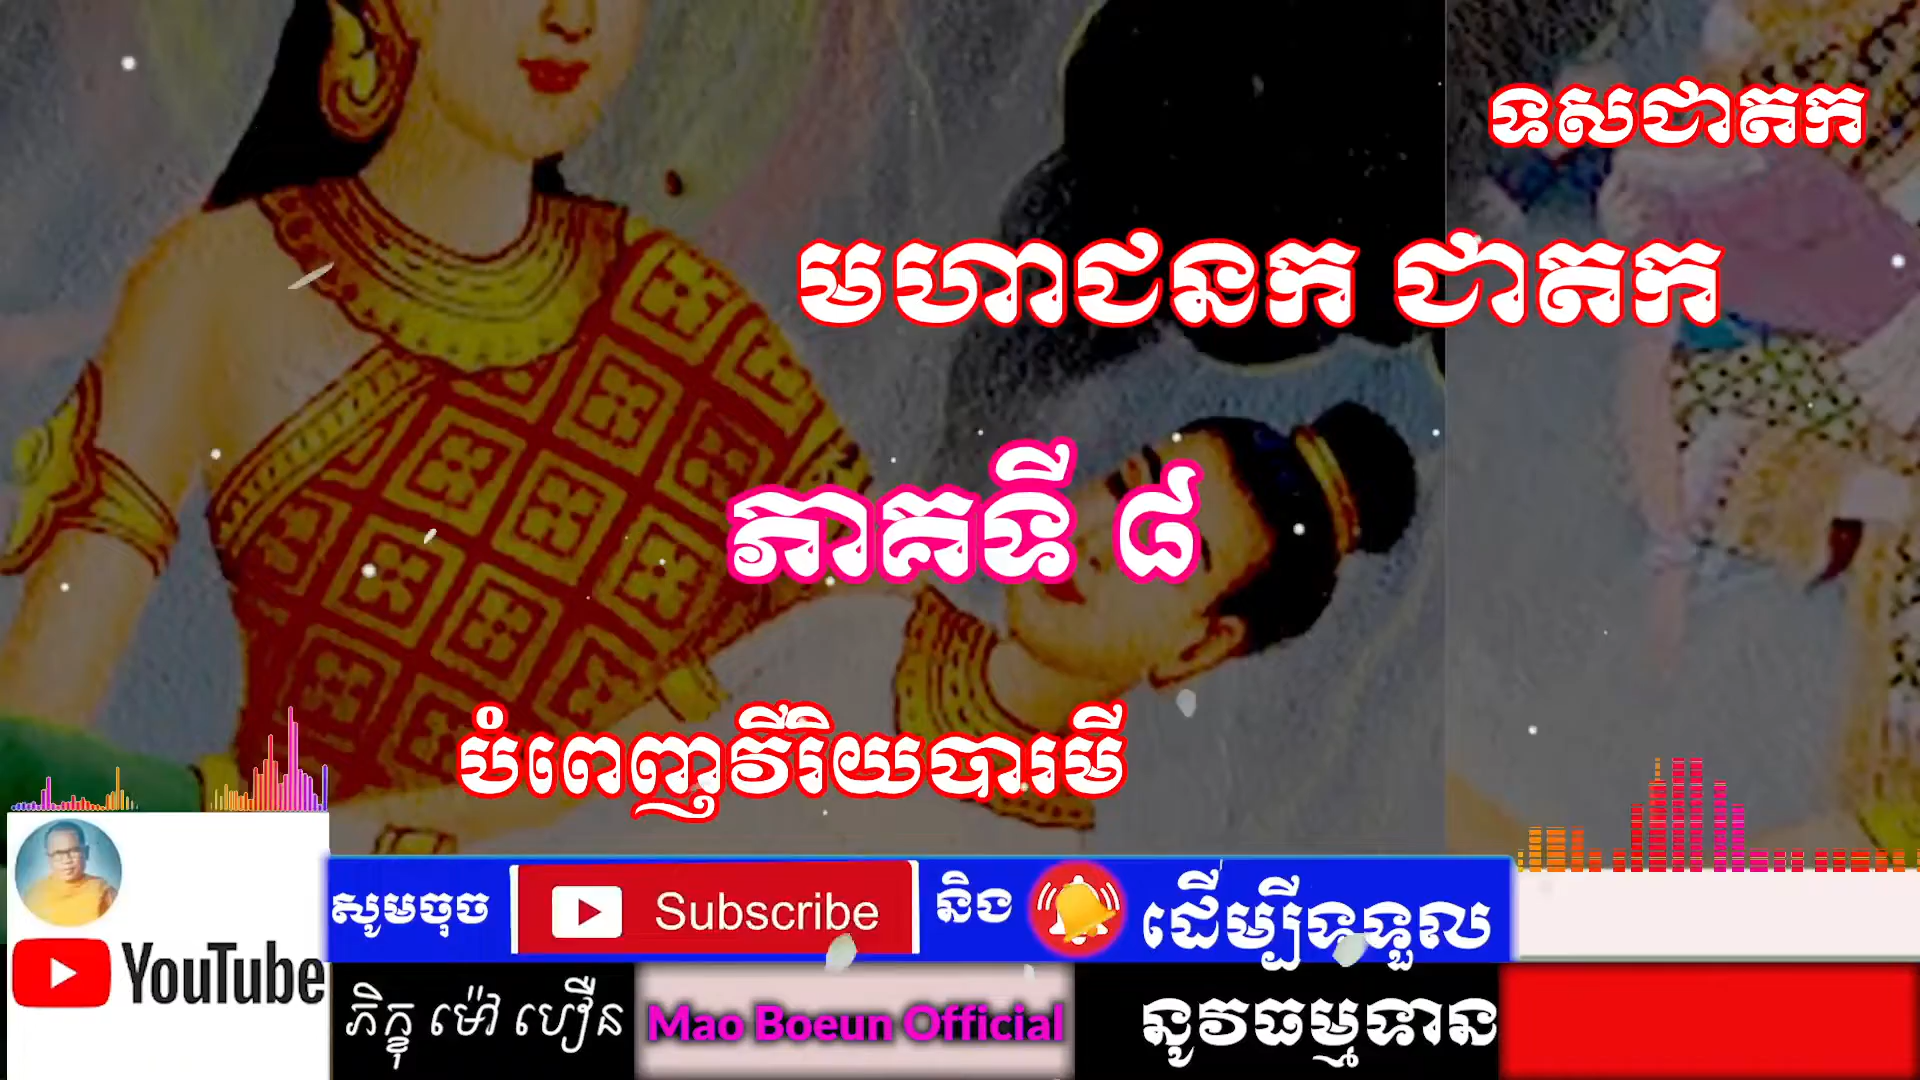 ទសជាតក
មហាជនក ជាតក
ភាគទី ៨
បំពេញវីរិយបារមី
សូមចុច Subscribe និង ដើម្បីទទួល
YouTube ភិក្ខុ ម៉ៅ បឿន Mao Boeun Official នូវធម្មទាន